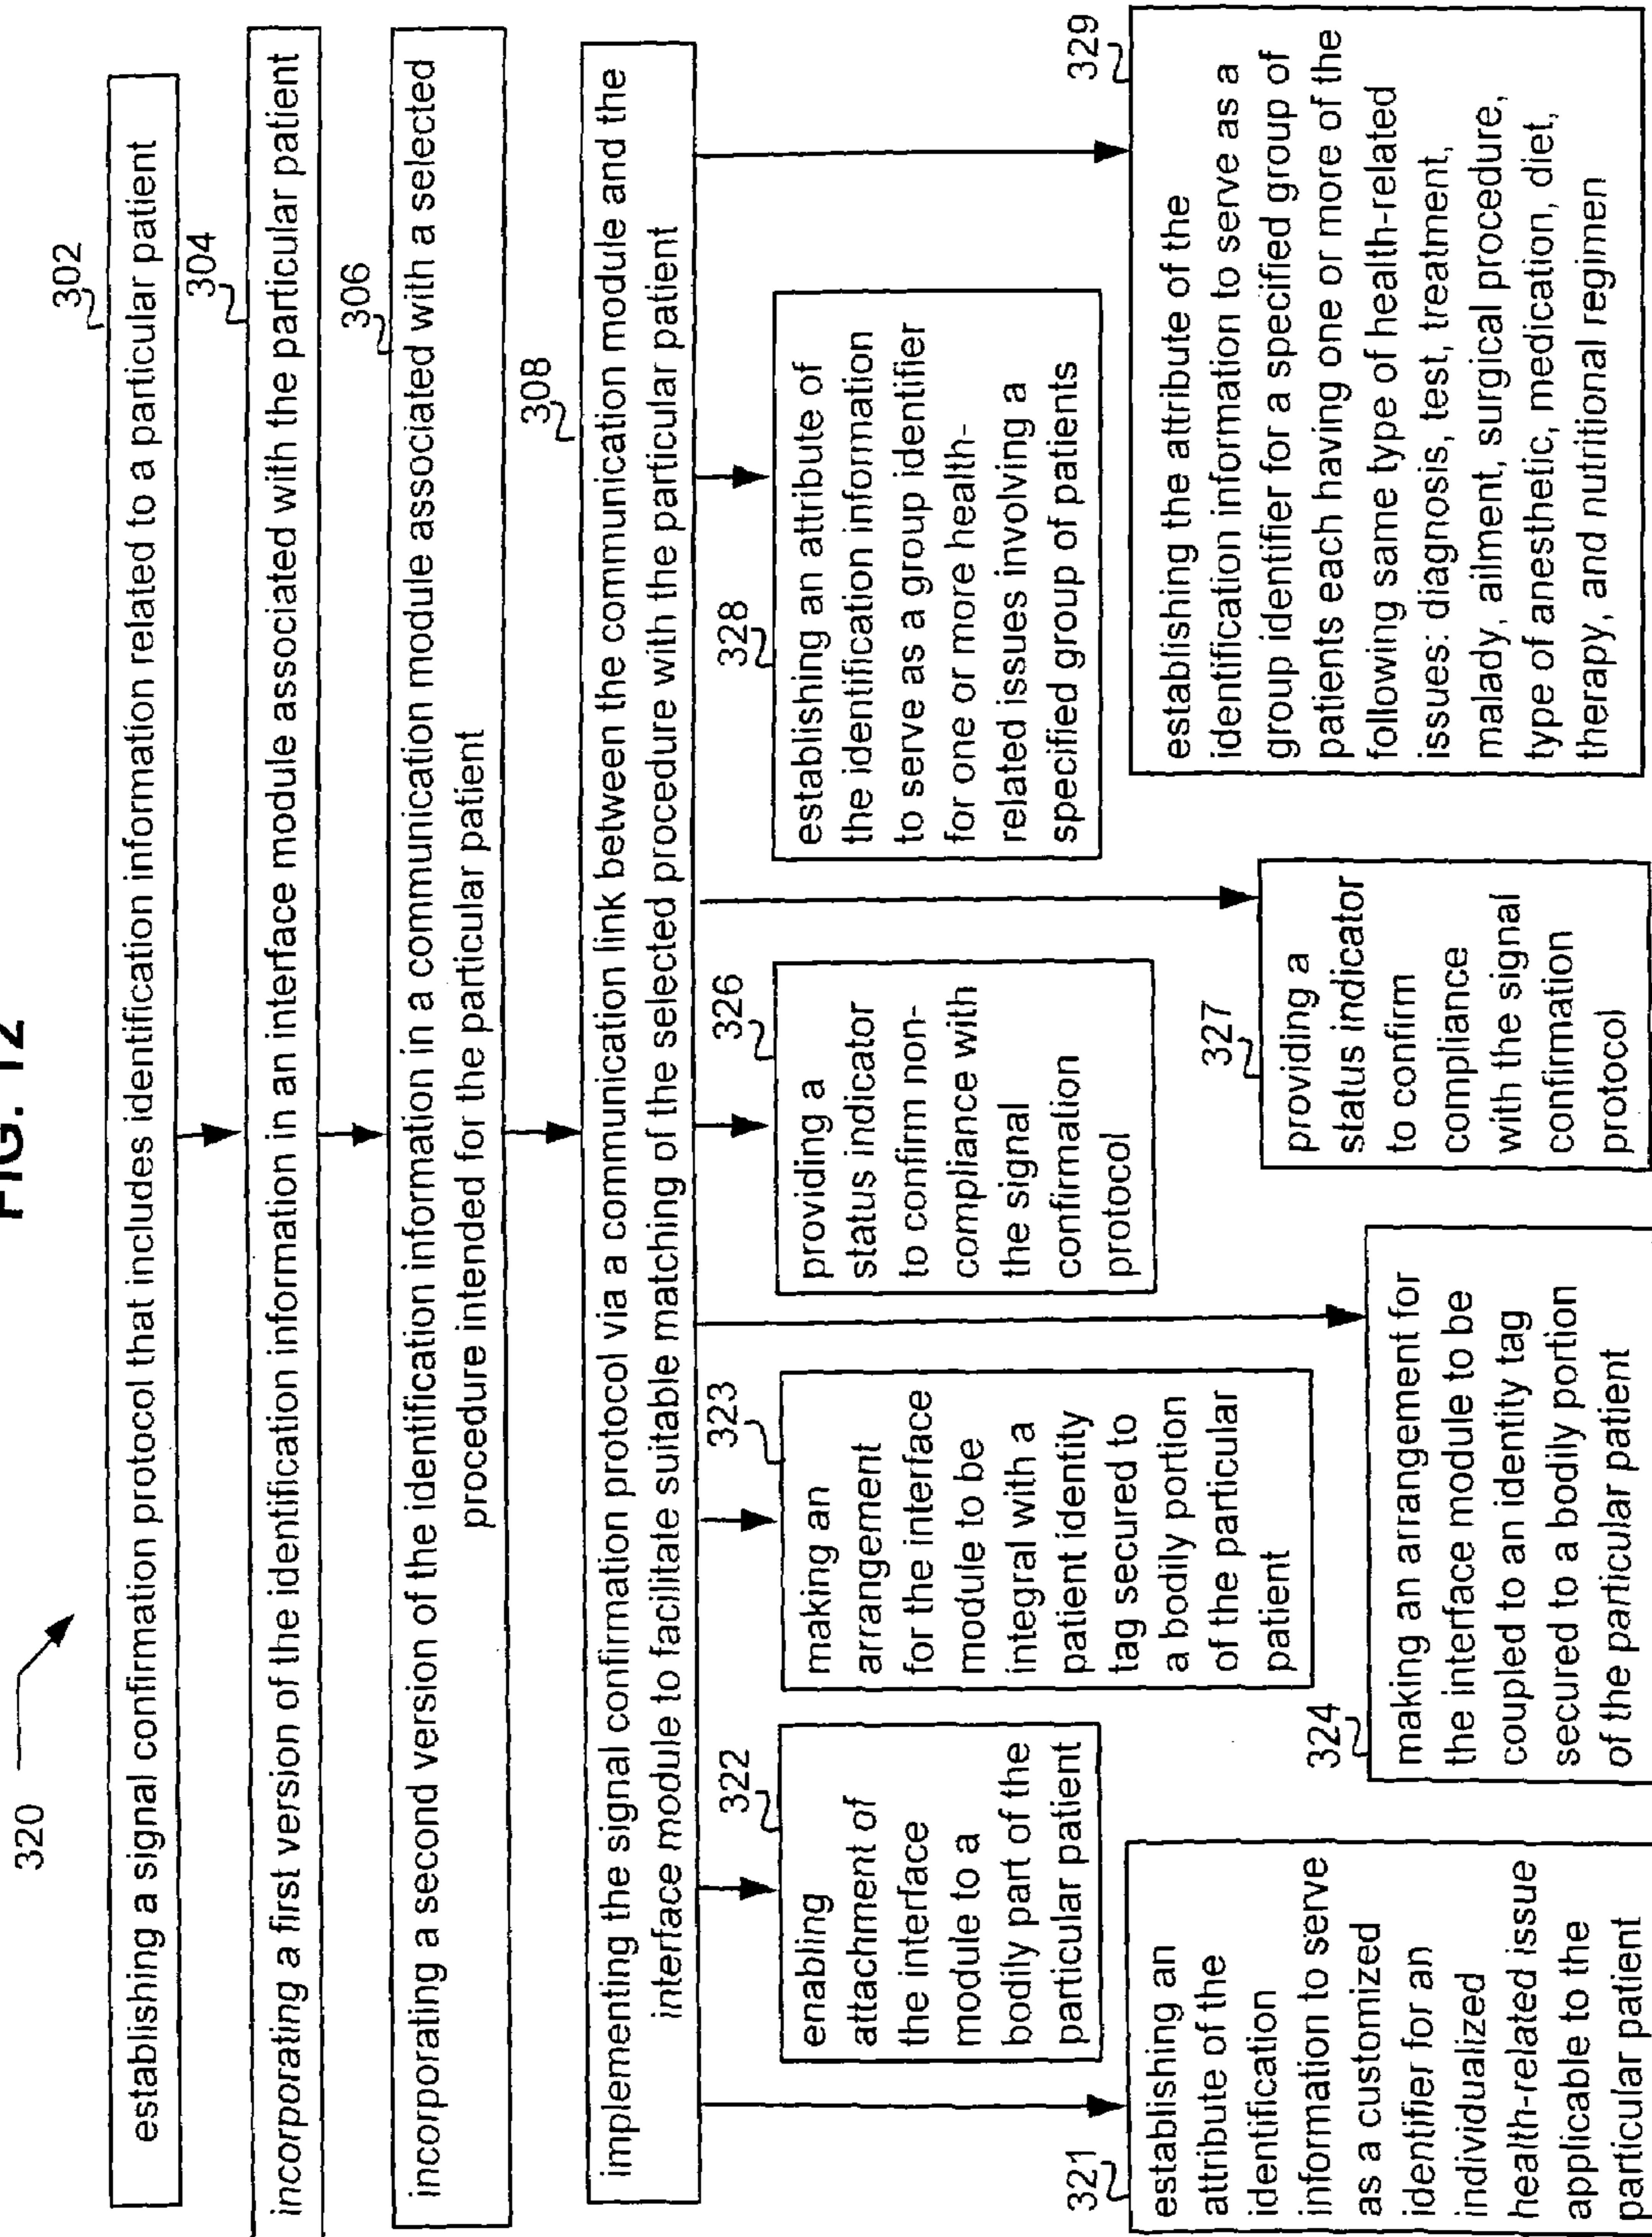 FIG. 12
320
302
establishing a signal confirmation protocol that includes identification information related to a particular patient
304
incorporating a first version of the identification information in an interface module associated with the particular patient
306
incorporating a second version of the identification information in a communication module associated with a selected
procedure intended for the particular patient
308
implementing the signal confirmation protocol via a communication link between the communication module and the
interface module to facilitate suitable matching of the selected procedure with the particular patient
321
establishing an
attribute of the
identification
information to serve
as a customized
identifier for an
individualized
health-related issue
applicable to the
particular patient
322
enabling
attachment of
the interface
module to a
bodily part of the
particular patient
323
making an
arrangement
for the interface
module to be
integral with a
patient identity
tag secured to
a bodily portion
of the particular
patient
324
making an arrangement for
the interface module to be
coupled to an identity tag
secured to a bodily portion
of the particular patient
326
providing a
status indicator
to confirm non-
compliance with
the signal
confirmation
protocol
327
providing a
status indicator
to confirm
compliance
with the signal
confirmation
protocol
328
establishing an attribute of
the identification information
to serve as a group identifier
for one or more health-
related issues involving a
specified group of patients
329
establishing the attribute of the
identification information to serve as a
group identifier for a specified group of
patients each having one or more of the
following same type of health-related
issues: diagnosis, test, treatment,
malady, ailment, surgical procedure,
type of anesthetic, medication, diet,
therapy, and nutritional regimen